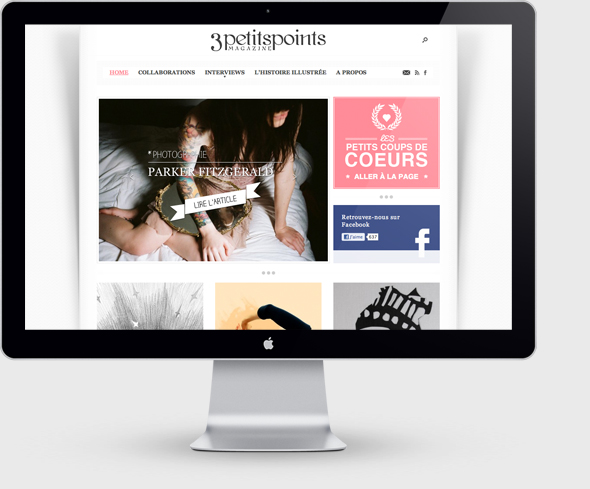 3petitspoints
MAGAZINE
HOME COLLABORATIONS INTERVIEWS L'HISTOIRE ILLUSTRÉE A PROPOS
* PHOTOGRAPHIE
PARKER FITZGERALD
LIRE L'ARTICLE
LES
PETITS COUPS DE
COEURS
ALLER À LA PAGE
Retrouvez-nous sur
Facebook
J'aime 637
f